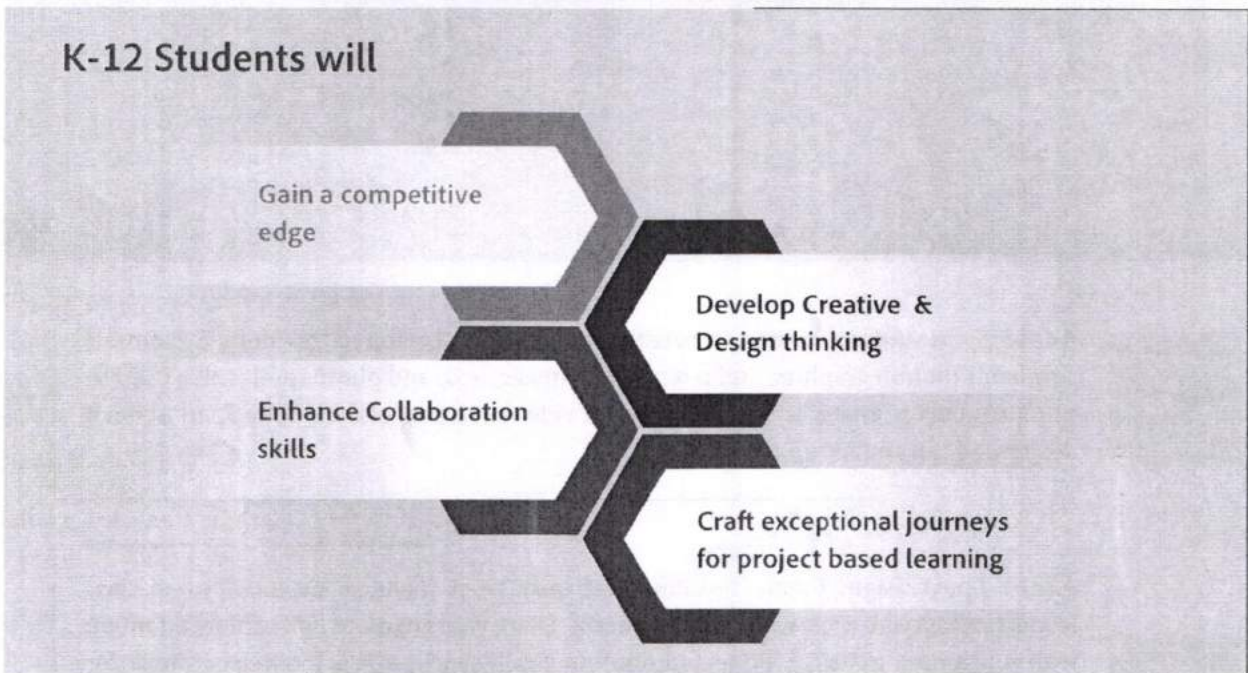 K-12 Students will
Gain a competitive
edge
Develop Creative &
Design thinking
Enhance Collaboration
skills
Craft exceptional journeys
for project based learning